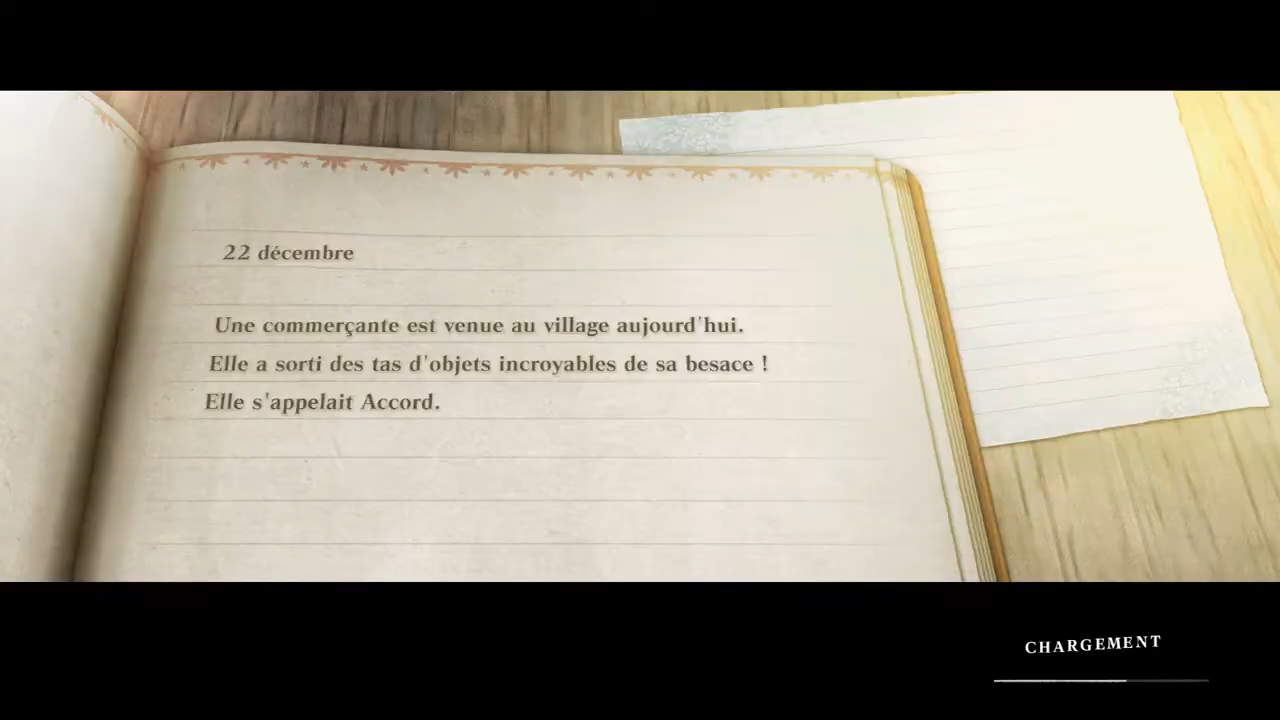 22 décembre
Une commerçante est venue au village aujourd'hui.
Elle a sorti des tas d'objets incroyables de sa besace !
Elle s'appelait Accord.
CHARGEMENT